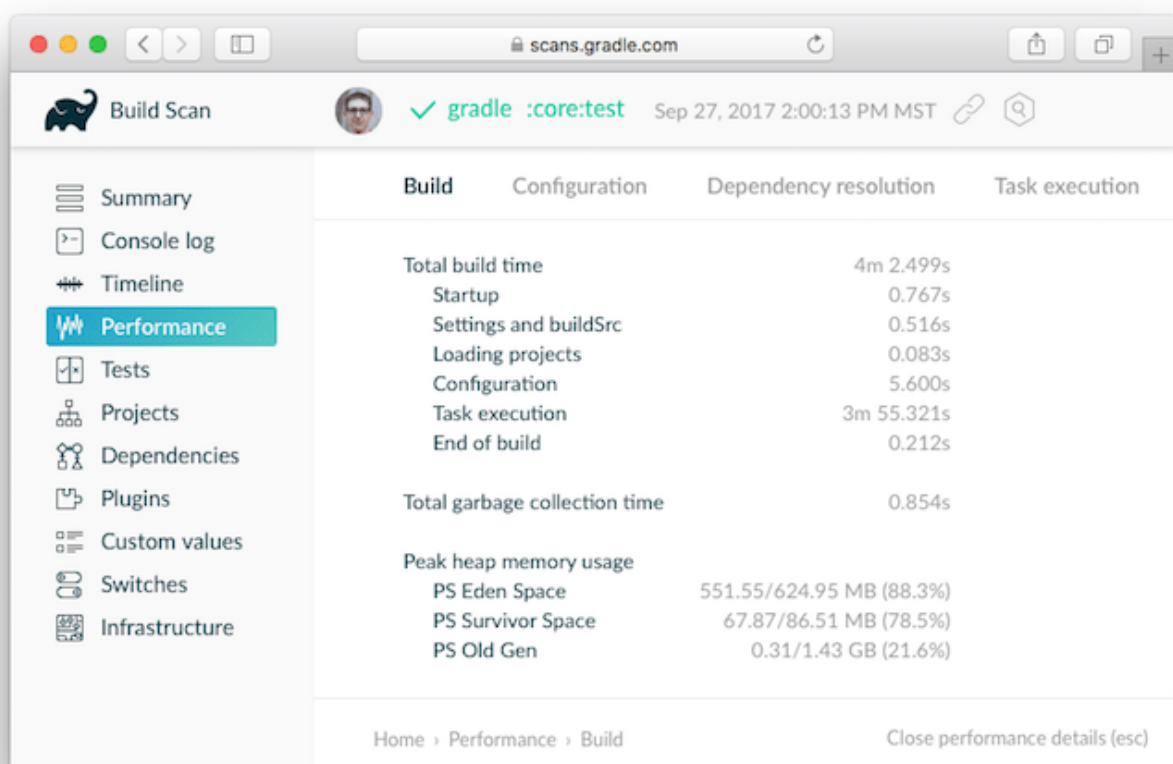 scans.gradle.com
Build Scan
gradle :core:test Sep 27, 2017 2:00:13 PM MST
Build Configuration Dependency resolution Task execution
Summary
Console log
Timeline
Performance
Tests
Projects
Dependencies
Plugins
Custom values
Switches
Infrastructure
Total build time 4m 2.499s
Startup 0.767s
Settings and buildSrc 0.516s
Loading projects 0.083s
Configuration 5.600s
Task execution 3m 55.321s
End of build 0.212s
Total garbage collection time 0.854s
Peak heap memory usage
PS Eden Space 551.55/624.95 MB (88.3%)
PS Survivor Space 67.87/86.51 MB (78.5%)
PS Old Gen 0.31/1.43 GB (21.6%)
Home › Performance › Build Close performance details (esc)